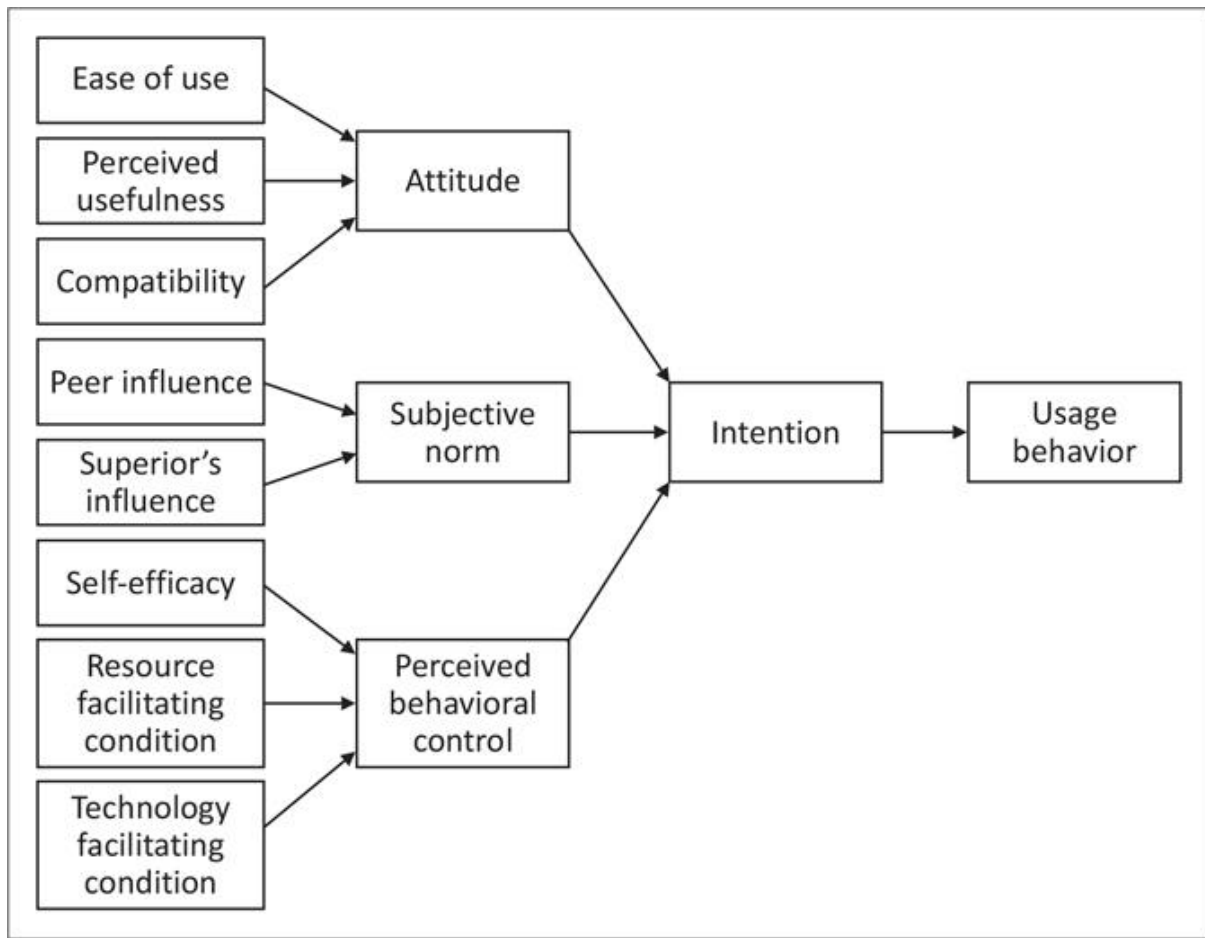 Ease of use
Perceived
usefulness
Compatibility
Peer influence
Superior's
influence
Self-efficacy
Resource
facilitating
condition
Technology
facilitating
condition
Attitude
Subjective
norm
Perceived
behavioral
control
Intention
Usage
behavior